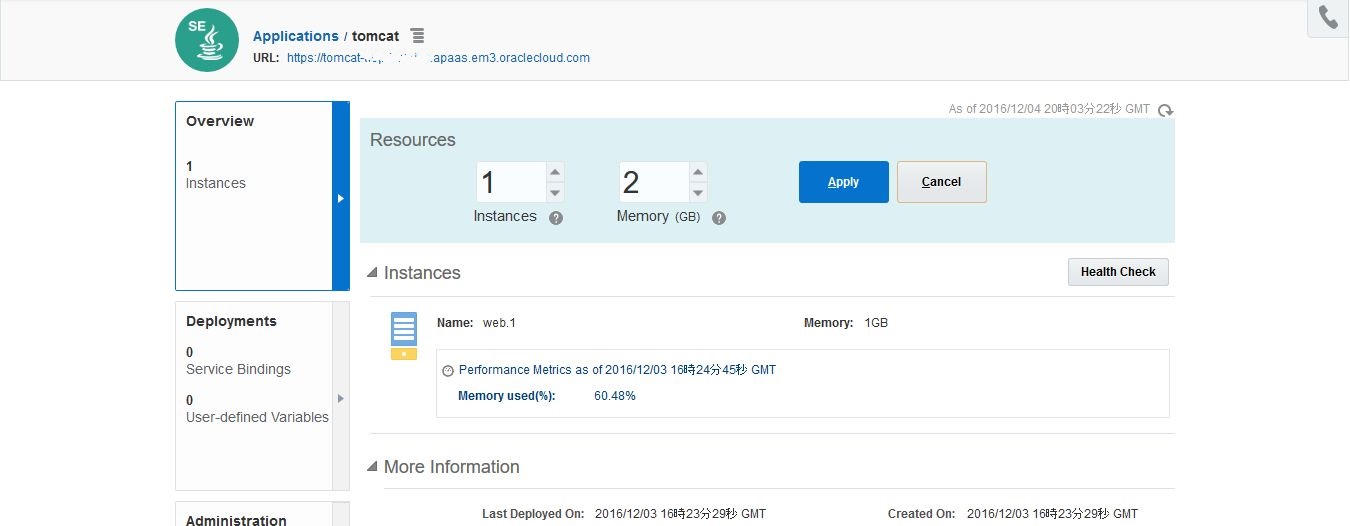 SE
Applications / tomcat
URL: https://tomcat- .apaas.em3.oraclecloud.com
As of 2016/12/04 20時03分22秒 GMT
Overview
1
Instances
Resources
1
2
Apply
Cancel
Instances ?
Memory (GB) ?
Instances
Health Check
Name: web.1
Memory: 1GB
Performance Metrics as of 2016/12/03 16時24分45秒 GMT
Memory used(%): 60.48%
Deployments
0
Service Bindings
0
User-defined Variables
More Information
Last Deployed On: 2016/12/03 16時23分29秒 GMT
Created On: 2016/12/03 16時23分29秒 GMT
Administration